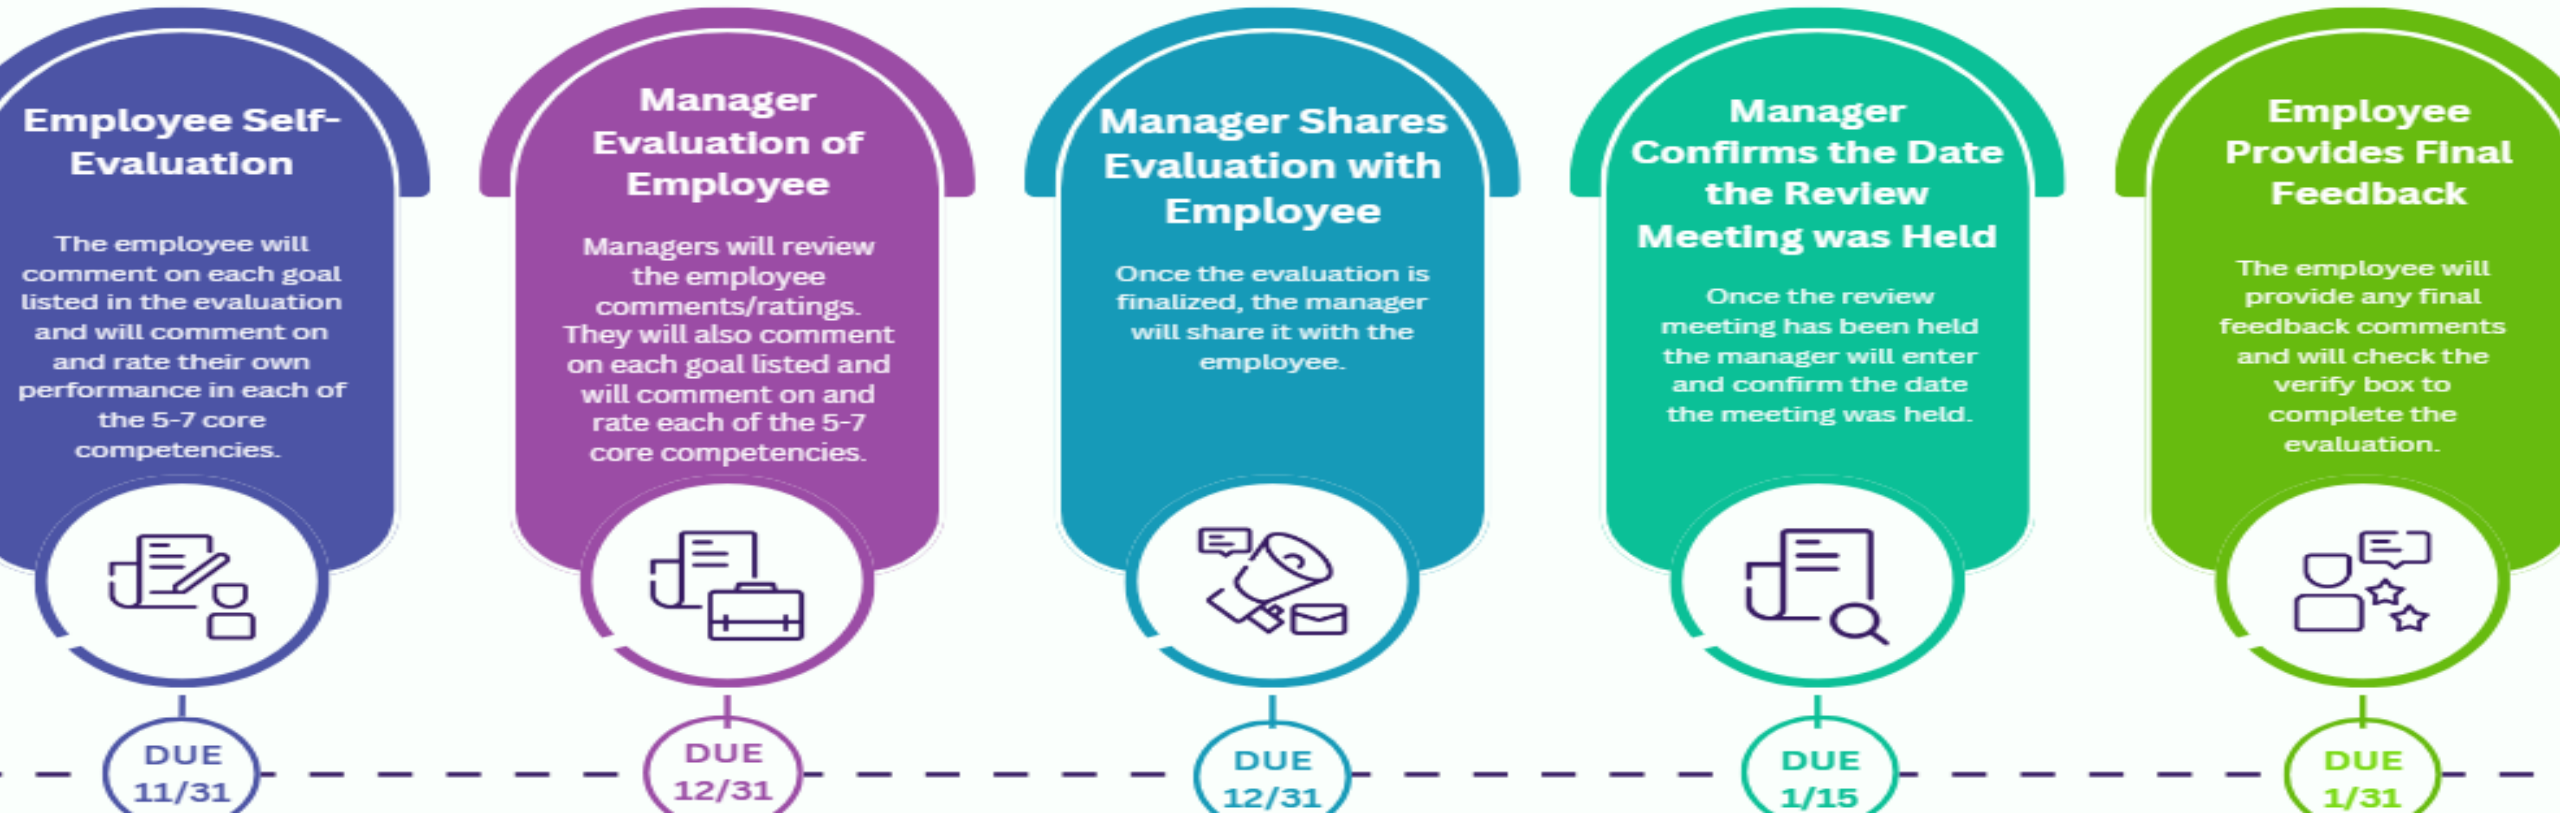 Employee Self-
Evaluation
The employee will
comment on each goal
listed in the evaluation
and will comment on
and rate their own
performance in each of
the 5-7 core
competencies.
DUE
11/31
Manager
Evaluation of
Employee
Managers will review
the employee
comments/ratings.
They will also comment
on each goal listed and
will comment on and
rate each of the 5-7
core competencies.
DUE
12/31
Manager Shares
Evaluation with
Employee
Once the evaluation is
finalized, the manager
will share it with the
employee.
DUE
12/31
Manager
Confirms the Date
the Review
Meeting was Held
Once the review
meeting has been held
the manager will enter
and confirm the date
the meeting was held.
DUE
1/15
Employee
Provides Final
Feedback
The employee will
provide any final
feedback comments
and will check the
verify box to
complete the
evaluation.
DUE
1/31